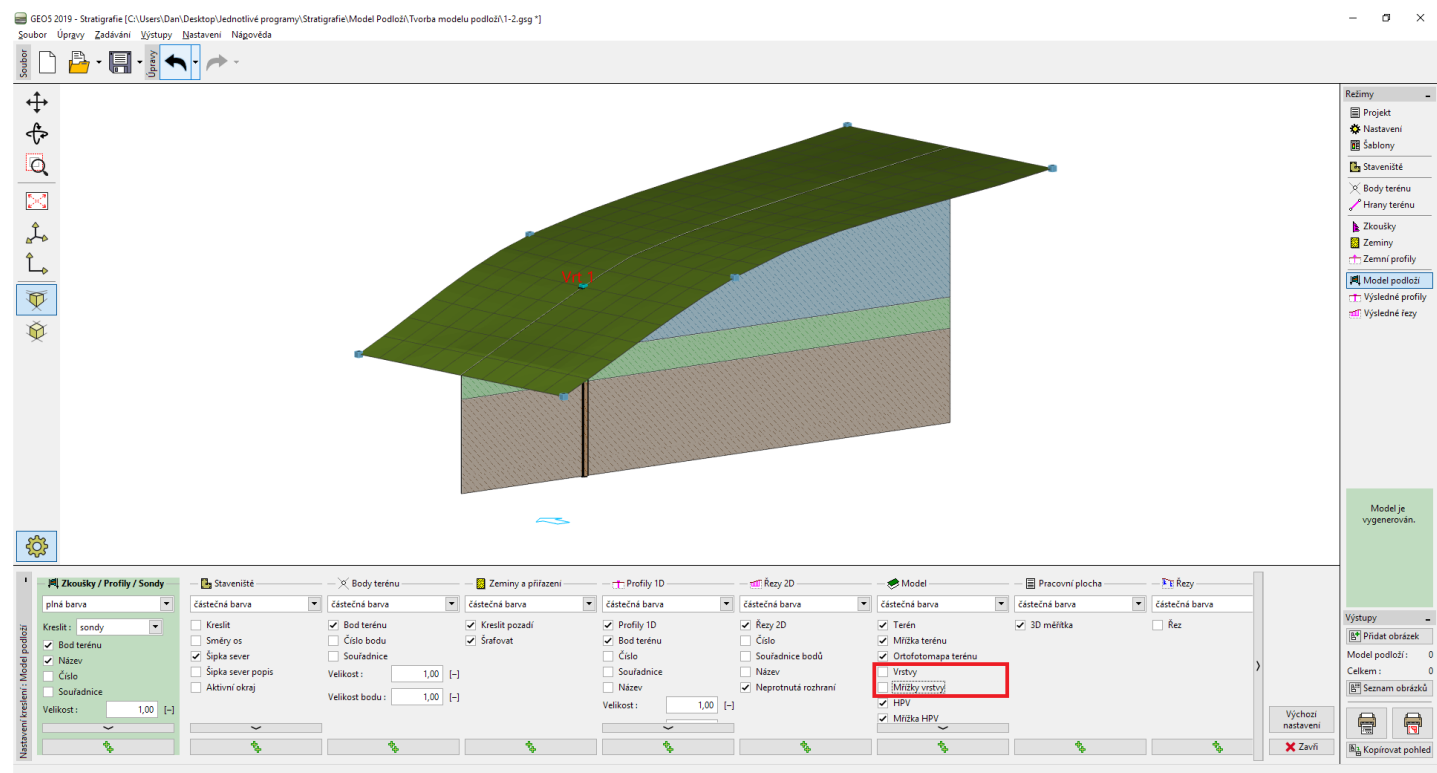 GEO5 2019 - Stratigrafie [C:\Users\Dan\Desktop\Jednotlivé programy\Stratigrafie\Model Podloží\Tvorba modelu podloží\1-2.gsg *]
Soubor Úpravy Zadávání Výstupy Nastavení Nápověda
Soubor
Úpravy
Vrt 1
Režimy
Projekt
Nastavení
Šablony
Staveniště
Body terénu
Hrany terénu
Zkoušky
Zeminy
Zemní profily
Model podloží
Výsledné profily
Výsledné řezy
Model je
vygenerován.
Nastavení kreslení : Model podloží
Zkoušky / Profily / Sondy
plná barva
Kreslit : sondy
Bod terénu
Název
Číslo
Souřadnice
Velikost : 1,00 [–]
Staveniště
částečná barva
Kreslit
Směry os
Šipka sever
Šipka sever popis
Aktivní okraj
Body terénu
částečná barva
Bod terénu
Číslo bodu
Souřadnice
Velikost : 1,00 [–]
Velikost bodu : 1,00 [–]
Zeminy a přiřazení
částečná barva
Kreslit pozadí
Šrafovat
Profily 1D
částečná barva
Profily 1D
Bod terénu
Číslo
Souřadnice
Název
Velikost : 1,00 [–]
Řezy 2D
částečná barva
Řezy 2D
Číslo
Souřadnice bodů
Název
Neprotnutá rozhraní
Model
částečná barva
Terén
Mřížka terénu
Ortofotomapa terénu
Vrstvy
Mřížky vrstvy
HPV
Mřížka HPV
Pracovní plocha
částečná barva
3D měřítka
Řezy
částečná barva
Řez
Výchozí
nastavení
Zavři
Výstupy
Přidat obrázek
Model podloží : 0
Celkem : 0
Seznam obrázků
Kopírovat pohled